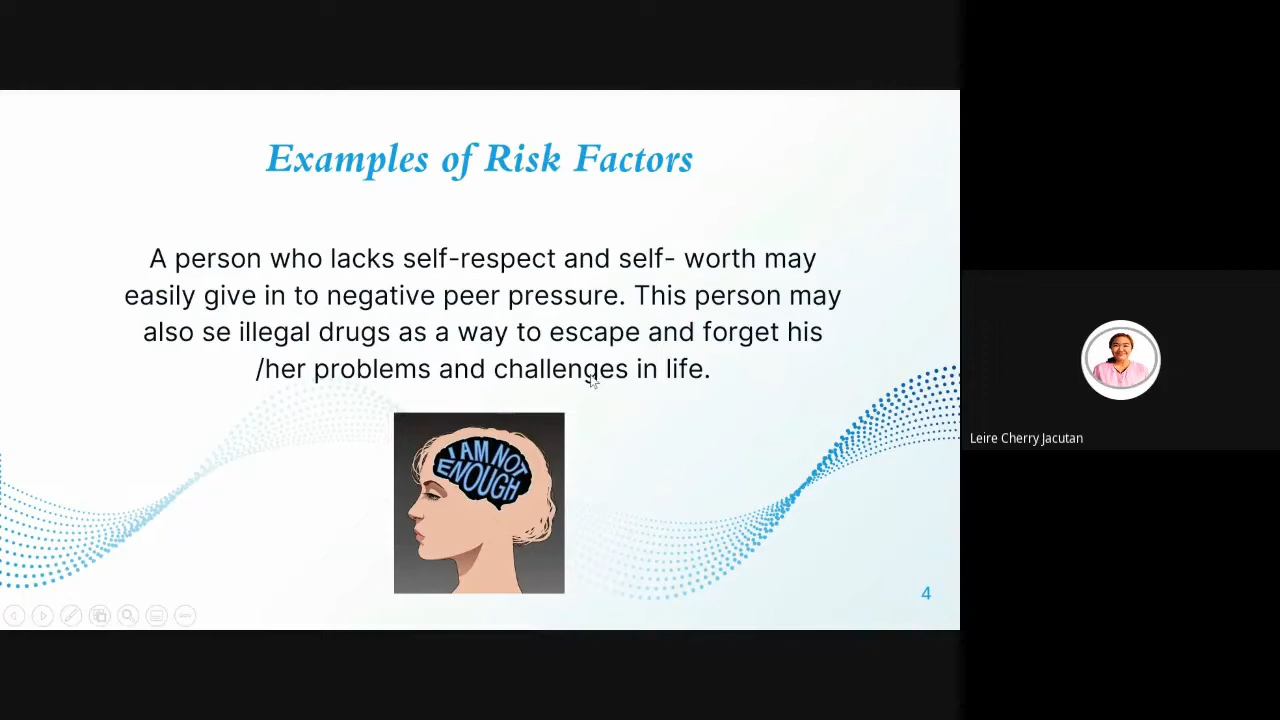 Examples of Risk Factors
A person who lacks self-respect and self- worth may
easily give in to negative peer pressure. This person may
also se illegal drugs as a way to escape and forget his
/her problems and challenges in life.
I AM NOT
ENOUGH
4
Leire Cherry Jacutan